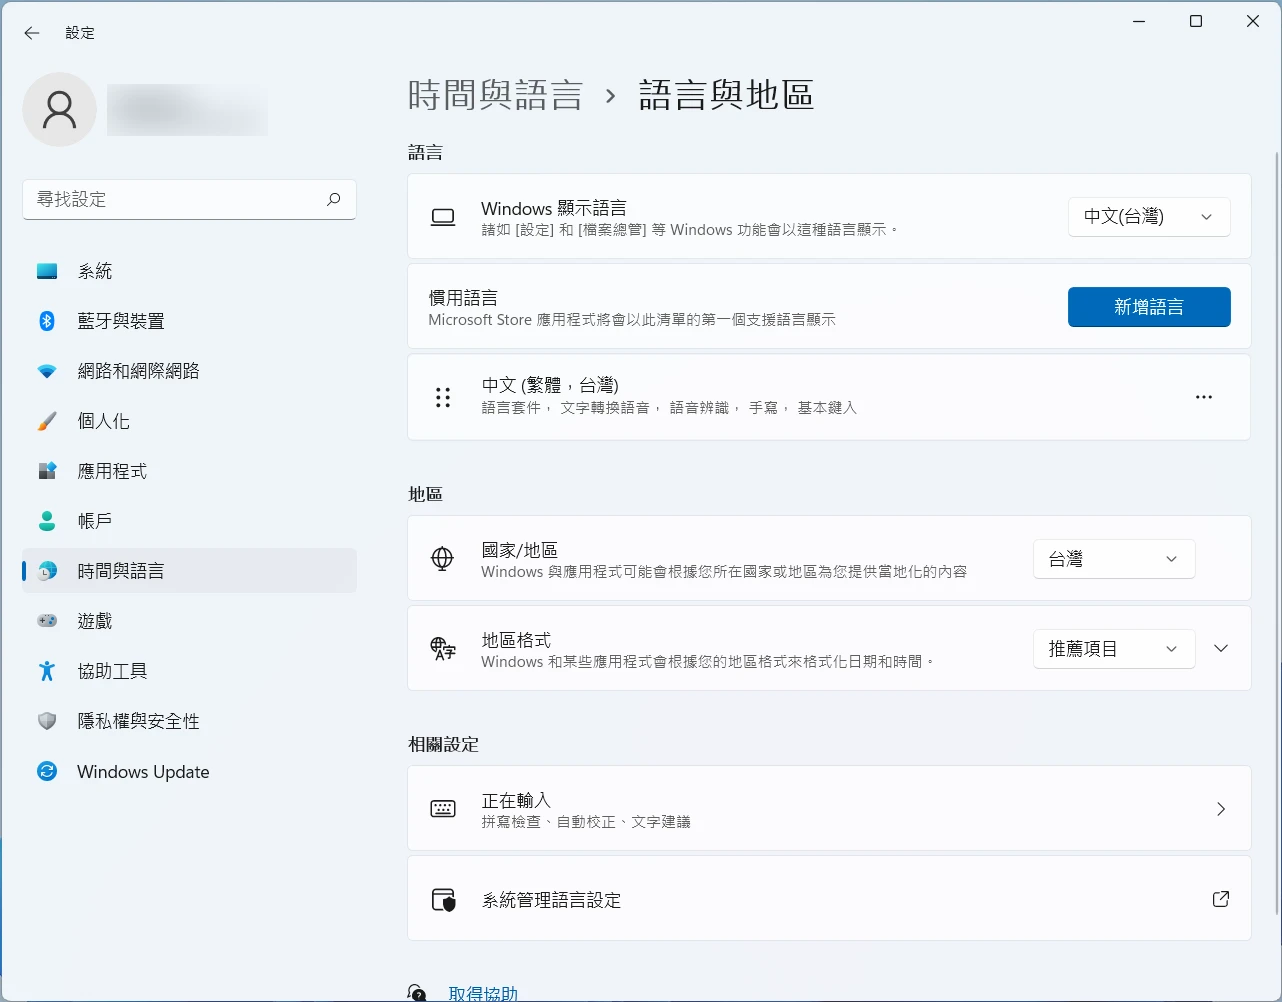 設定
尋找設定
系統
藍牙與裝置
網路和網際網路
個人化
應用程式
帳戶
時間與語言
遊戲
協助工具
隱私權與安全性
Windows Update
時間與語言 › 語言與地區
語言
Windows 顯示語言
諸如 [設定] 和 [檔案總管] 等 Windows 功能會以這種語言顯示。
中文(台灣)
慣用語言
Microsoft Store 應用程式將會以此清單的第一個支援語言顯示
新增語言
中文 (繁體，台灣)
語言套件， 文字轉換語音， 語音辨識， 手寫， 基本鍵入
地區
國家/地區
Windows 與應用程式可能會根據您所在國家或地區為您提供當地化的內容
台灣
地區格式
Windows 和某些應用程式會根據您的地區格式來格式化日期和時間。
推薦項目
相關設定
正在輸入
拼寫檢查、自動校正、文字建議
系統管理語言設定
取得協助